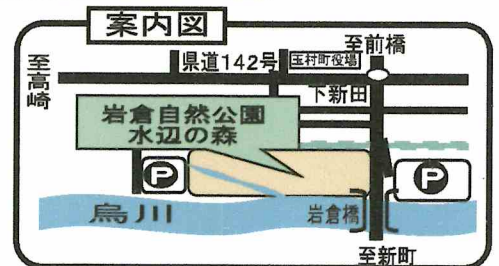 案内図
至高崎
県道142号
玉村町役場
至前橋
下新田
岩倉自然公園
水辺の森
P
P
烏川
岩倉橋
至新町